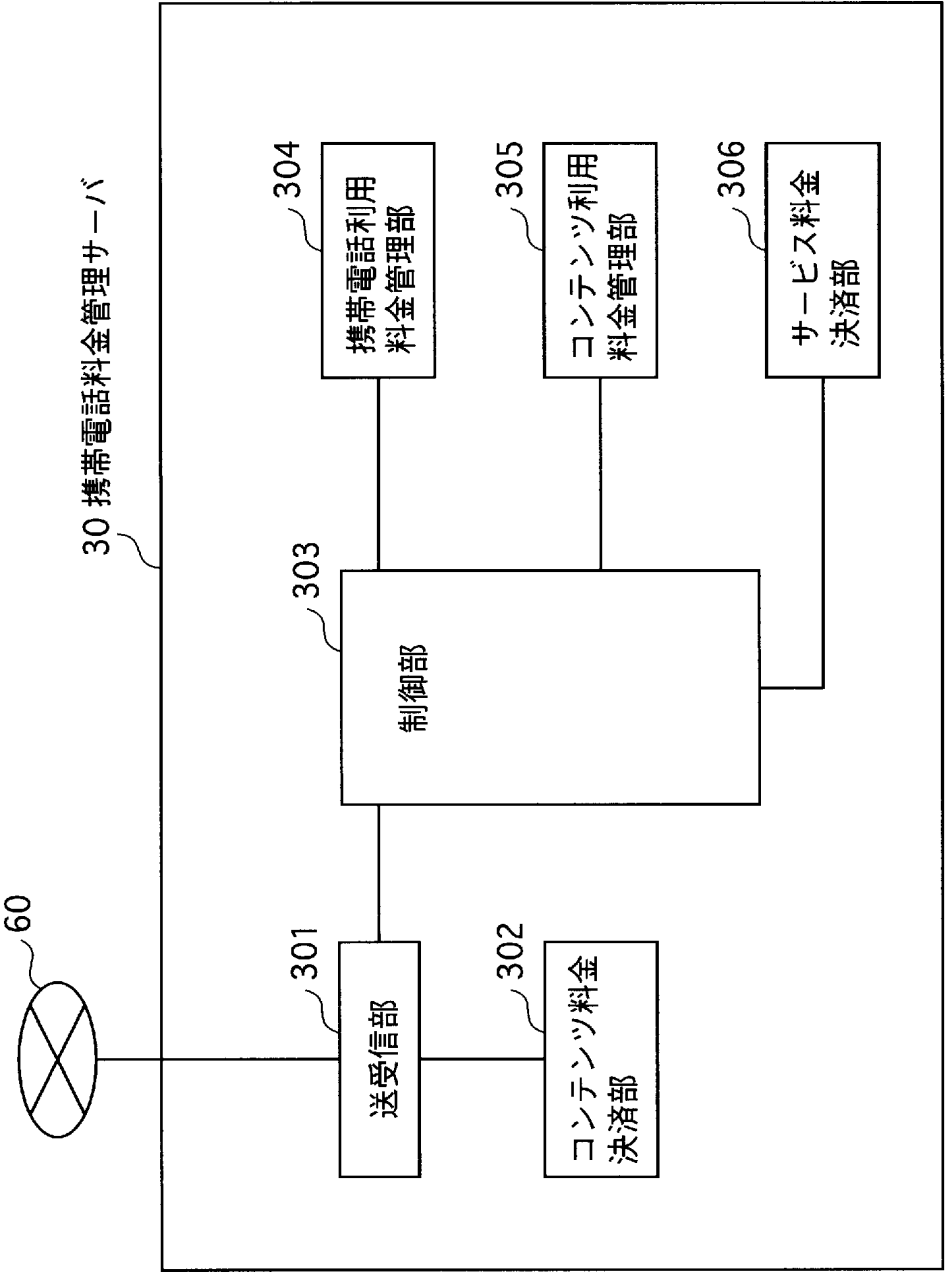 60
30 携帯電話料金管理サーバ
301
送受信部
302
コンテンツ料金
決済部
303
制御部
304
携帯電話利用
料金管理部
305
コンテンツ利用
料金管理部
306
サービス料金
決済部